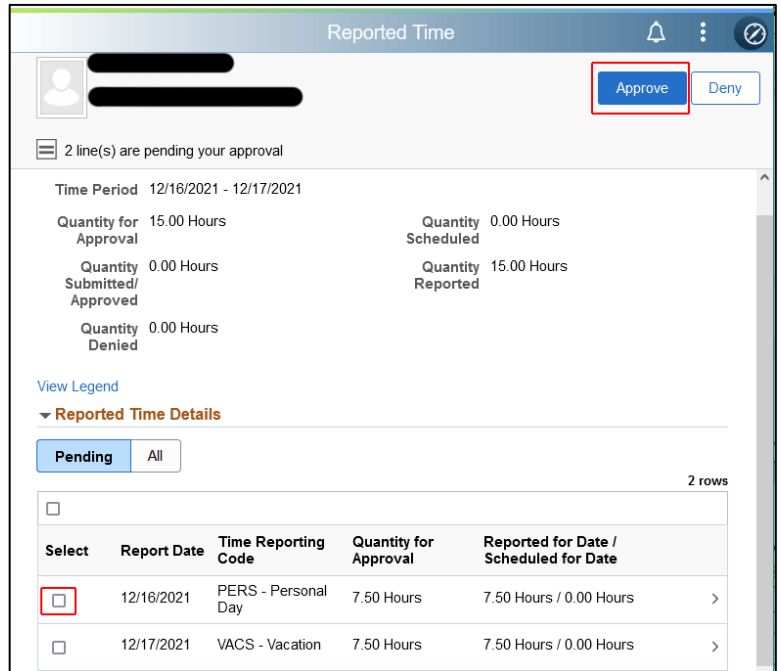 Reported Time
Approve Deny
2 line(s) are pending your approval
Time Period 12/16/2021 - 12/17/2021
Quantity for 15.00 Hours Quantity 0.00 Hours
Approval Scheduled
Quantity 0.00 Hours Quantity 15.00 Hours
Submitted/ Reported
Approved
Quantity 0.00 Hours
Denied
View Legend
Reported Time Details
Pending All
2 rows
Select Report Date Time Reporting Code Quantity for Approval Reported for Date / Scheduled for Date
12/16/2021 PERS - Personal Day 7.50 Hours 7.50 Hours / 0.00 Hours
12/17/2021 VACS - Vacation 7.50 Hours 7.50 Hours / 0.00 Hours